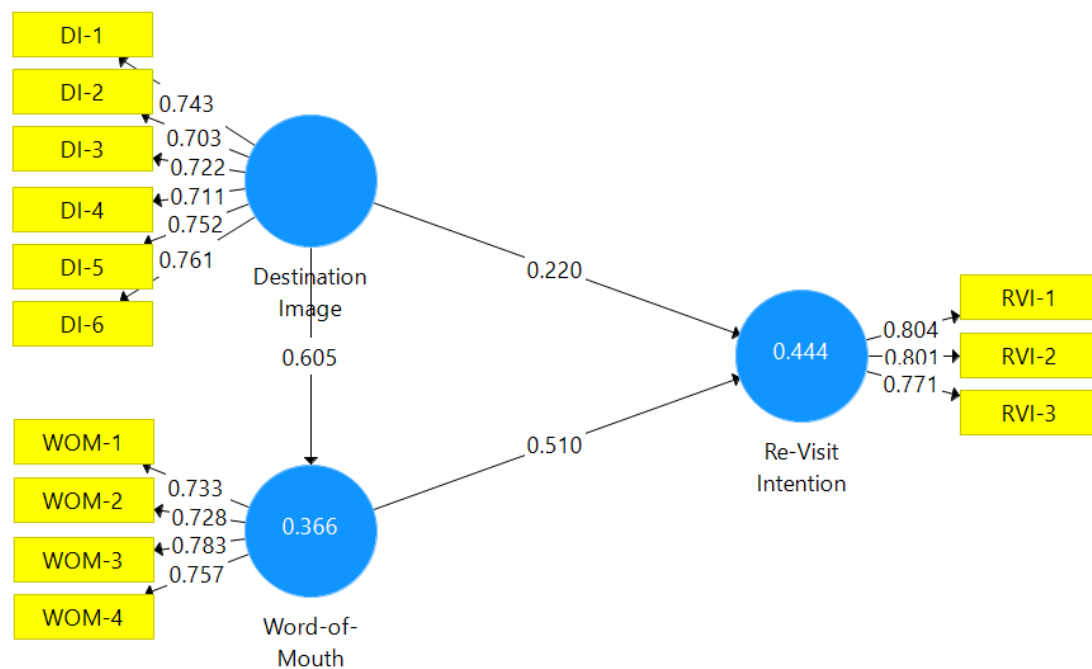 DI-1
DI-2
DI-3
DI-4
DI-5
DI-6
0.743
0.703
0.722
0.711
0.752
0.761
Destination
Image
0.220
0.605
0.510
WOM-1
WOM-2
WOM-3
WOM-4
0.733
0.728
0.783
0.757
0.366
Word-of-
Mouth
0.444
Re-Visit
Intention
0.804
0.801
0.771
RVI-1
RVI-2
RVI-3